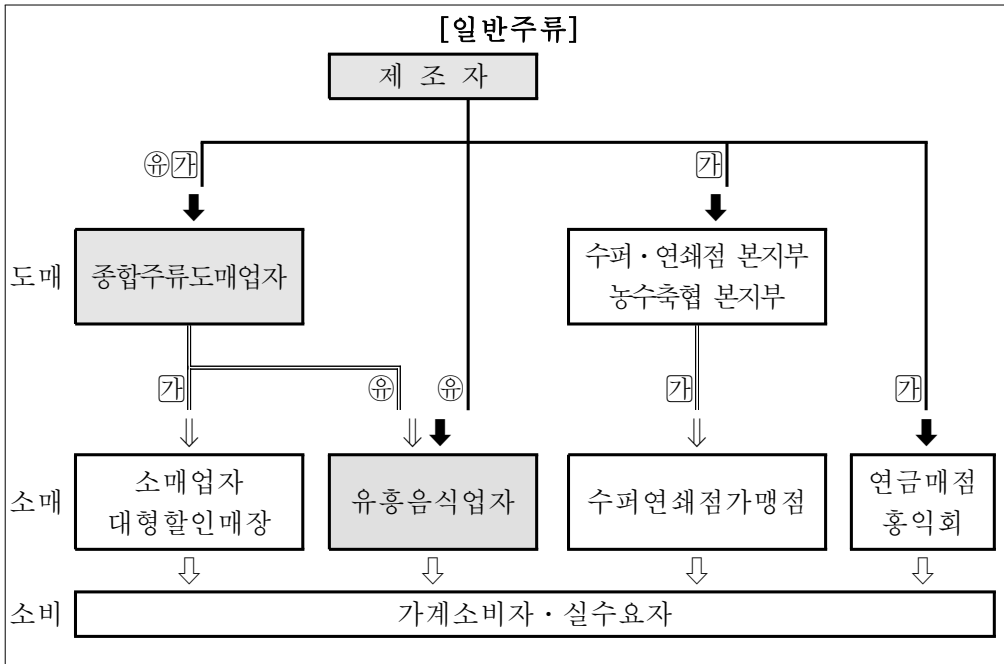 [일반주류]
제 조 자
㉾ 가
가
도매
종합주류도매업자
수퍼·연쇄점 본지부
농수축협 본지부
가
유
유
가
가
소매
소매업자
대형할인매장
유흥음식업자
수퍼연쇄점가맹점
연금매점
홍익회
소비
가계소비자·실수요자